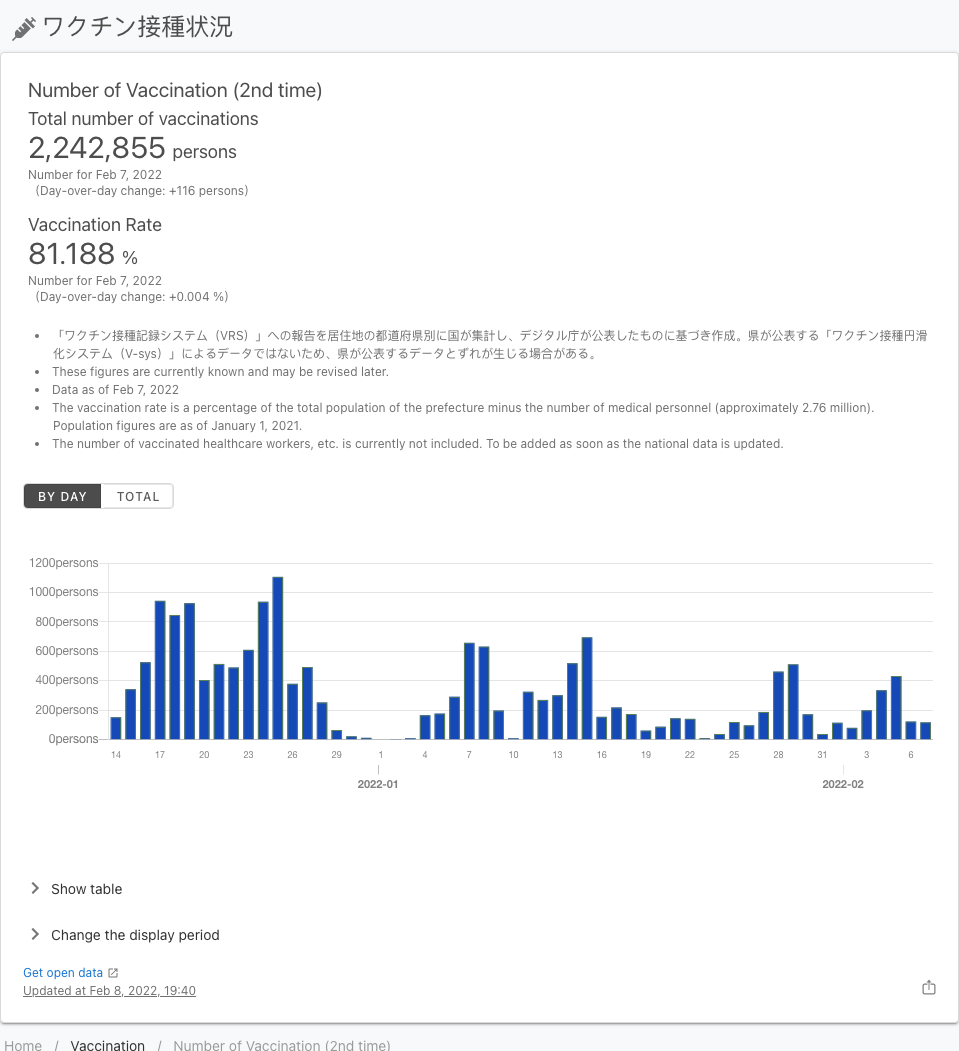 ワクチン接種状況
Number of Vaccination (2nd time)
Total number of vaccinations
2,242,855 persons
Number for Feb 7, 2022
(Day-over-day change: +116 persons)
Vaccination Rate
81.188 %
Number for Feb 7, 2022
(Day-over-day change: +0.004 %)
• 「ワクチン接種記録システム（VRS）」への報告を居住地の都道府県別に国が集計し、デジタル庁が公表したものに基づき作成。県が公表する「ワクチン接種円滑
化システム（V-sys）」によるデータではないため、県が公表するデータとずれが生じる場合がある。
• These figures are currently known and may be revised later.
• Data as of Feb 7, 2022
• The vaccination rate is a percentage of the total population of the prefecture minus the number of medical personnel (approximately 2.76 million).
Population figures are as of January 1, 2021.
• The number of vaccinated healthcare workers, etc. is currently not included. To be added as soon as the national data is updated.
BY DAY TOTAL
1200persons
1000persons
800persons
600persons
400persons
200persons
0persons
14 17 20 23 26 29 1 4 7 10 13 16 19 22 25 28 31 3 6
2022-01 2022-02
Show table
Change the display period
Get open data
Updated at Feb 8, 2022, 19:40
Home / Vaccination / Number of Vaccination (2nd time)